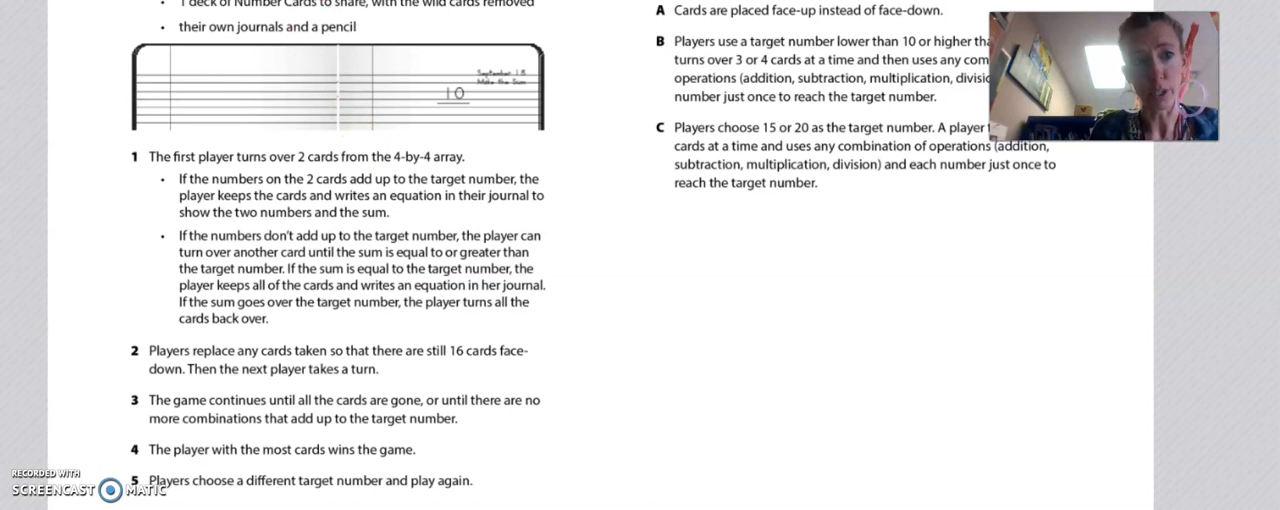 1 deck of Number Cards to share, with the wild cards removed
• their own journals and a pencil
September 18
Make the Sum
10
1 The first player turns over 2 cards from the 4-by-4 array.
• If the numbers on the 2 cards add up to the target number, the
player keeps the cards and writes an equation in their journal to
show the two numbers and the sum.
• If the numbers don't add up to the target number, the player can
turn over another card until the sum is equal to or greater than
the target number. If the sum is equal to the target number, the
player keeps all of the cards and writes an equation in her journal.
If the sum goes over the target number, the player turns all the
cards back over.
2 Players replace any cards taken so that there are still 16 cards face-
down. Then the next player takes a turn.
3 The game continues until all the cards are gone, or until there are no
more combinations that add up to the target number.
4 The player with the most cards wins the game.
5 Players choose a different target number and play again.
A Cards are placed face-up instead of face-down.
B Players use a target number lower than 10 or higher
turns over 3 or 4 cards at a time and then uses any
operations (addition, subtraction, multiplication,
number just once to reach the target number.
C Players choose 15 or 20 as the target number. A player
cards at a time and uses any combination of operations (addition,
subtraction, multiplication, division) and each number just once to
reach the target number.
RECORDED WITH
SCREENCAST MATIC